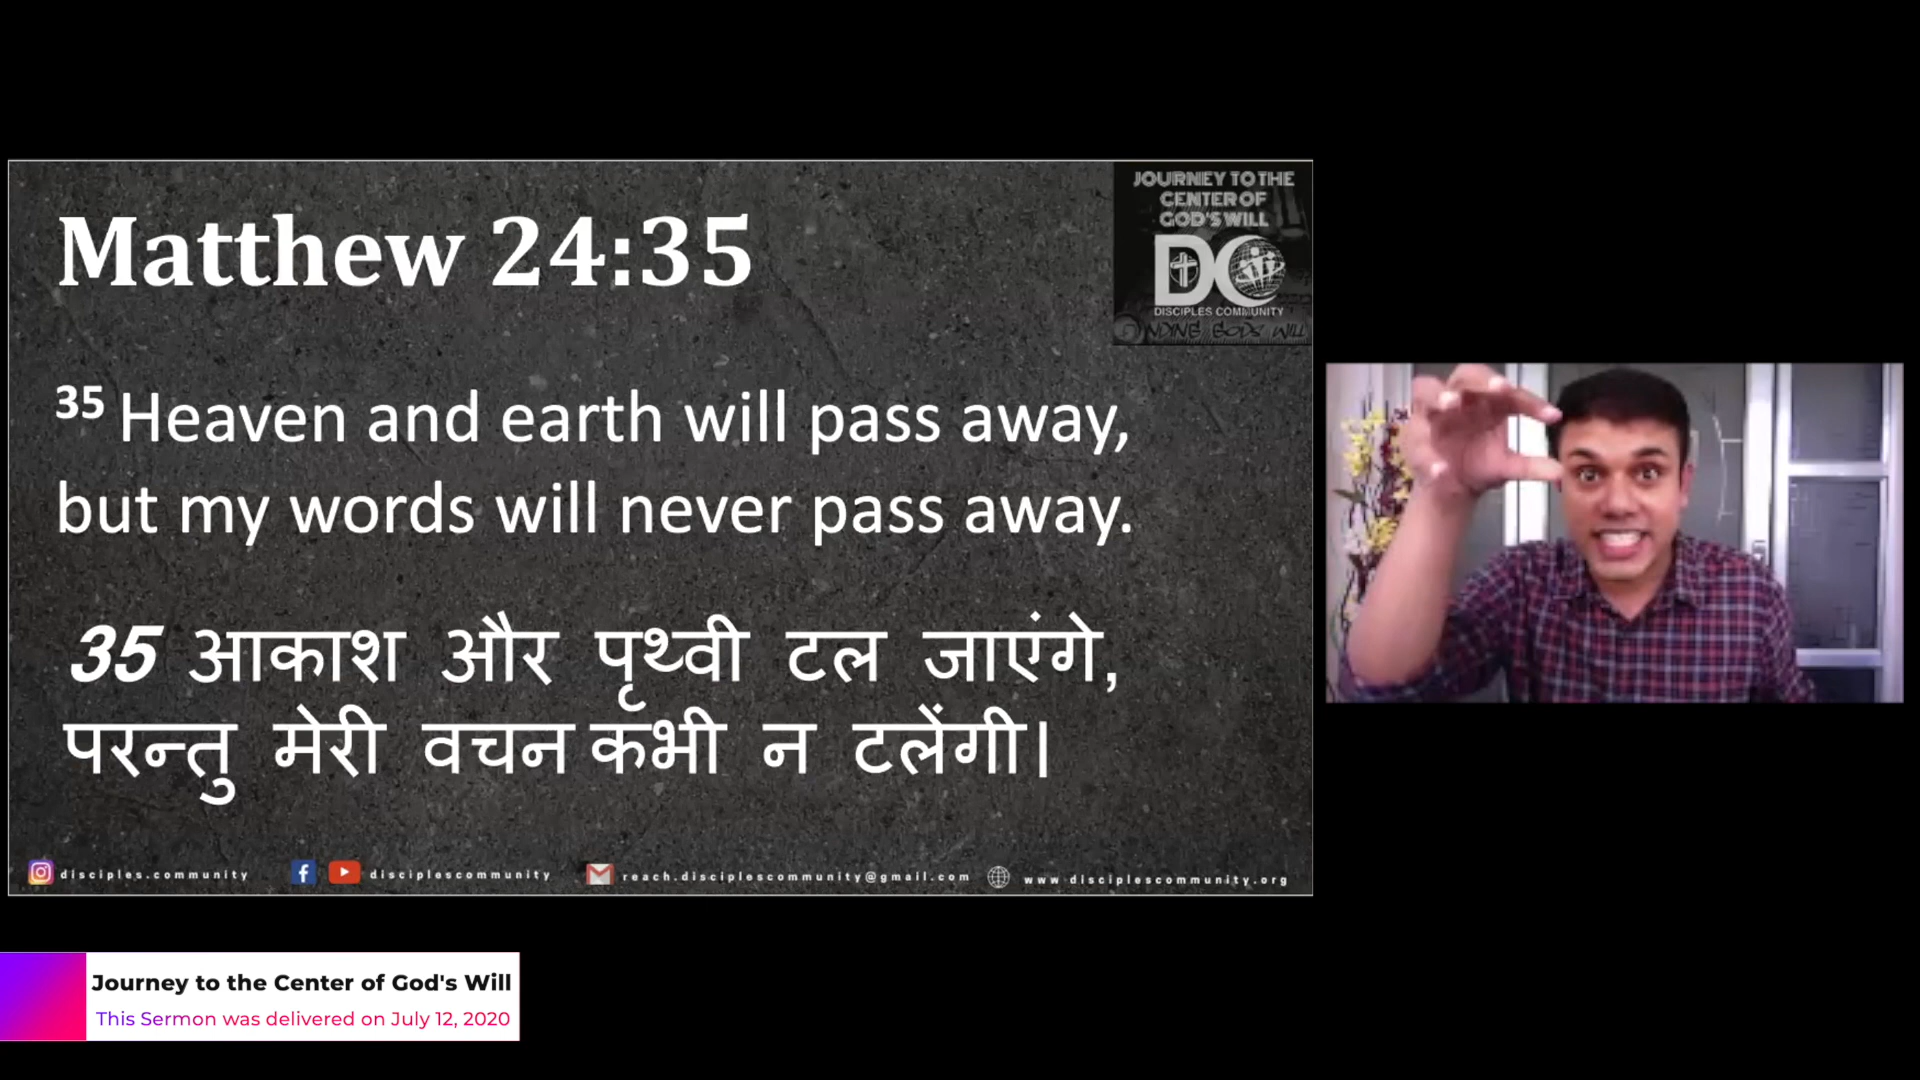 Matthew 24:35
JOURNEY TO THE
CENTER OF
GOD'S WILL
DC
DISCIPLES COMMUNITY
NDING GODS WILL
35 Heaven and earth will pass away,
but my words will never pass away.
35 आकाश और पृथ्वी टल जाएंगे,
परन्तु मेरी वचन कभी न टलेंगी।
disciples.community
disciplescommunity
reach.disciplescommunity@gmail.com
www.disciplescommunity.org
Journey to the Center of God's Will
This Sermon was delivered on July 12, 2020